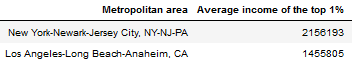 Metropolitan area Average income of the top 1%
New York-Newark-Jersey City, NY-NJ-PA 2156193
Los Angeles-Long Beach-Anaheim, CA 1455805